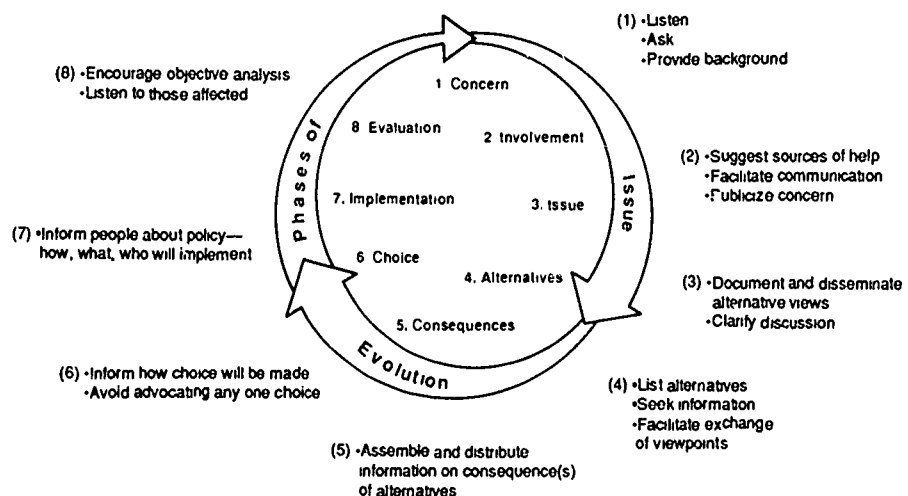 (1) •Listen
•Ask
•Provide background
(8) •Encourage objective analysis
•Listen to those affected
1 Concern
8 Evaluation
2 Involvement
(2) •Suggest sources of help
•Facilitate communication
•Publicize concern
7. Implementation
3. Issue
(7) •Inform people about policy—
how, what, who will implement
6 Choice
4. Alternatives
(3) •Document and disseminate
alternative views
•Clarify discussion
5. Consequences
Phases of
Issue
Evolution
(6) •Inform how choice will be made
•Avoid advocating any one choice
(4) •List alternatives
•Seek information
•Facilitate exchange
of viewpoints
(5) •Assemble and distribute
information on consequence(s)
of alternatives